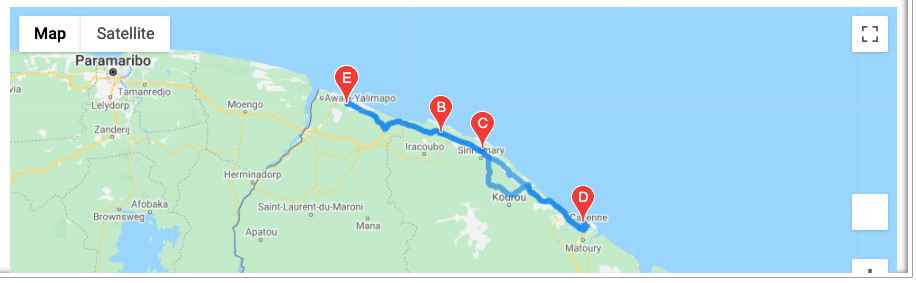 Map
Satellite
Paramaribo
via
Tamanredjo
Lelydorp
Moengo
Zanderij
E
Awala-Yalimapo
B
C
Iracoubo
Sinnamary
Herminadorp
D
Kourou
Cayenne
Saint-Laurent-du-Maroni
Afobaka
Brownsweg
Mana
Apatou
Matoury